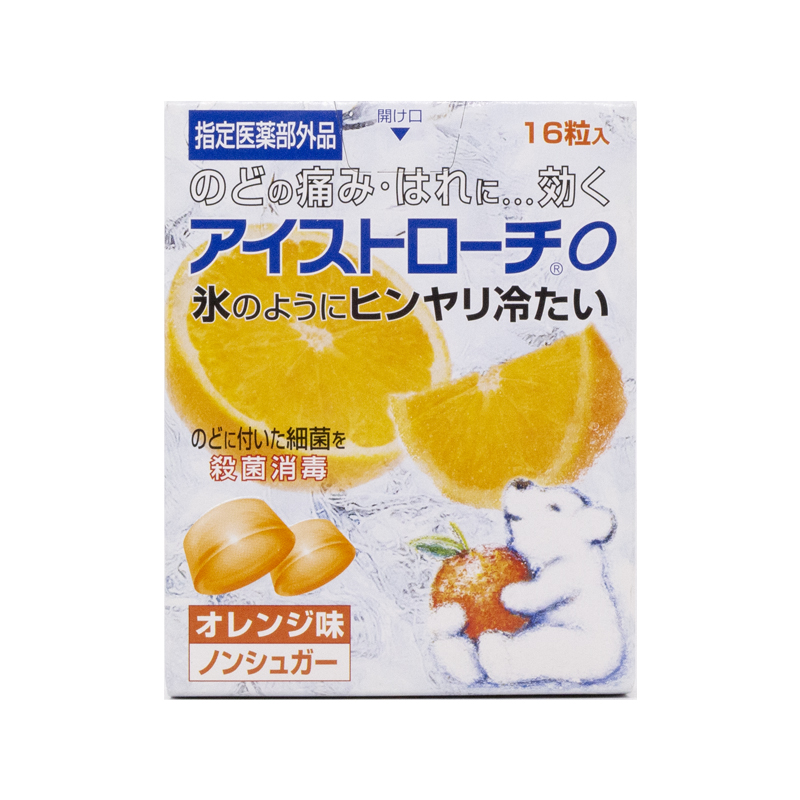 指定医薬部外品
開け口
16粒入
のどの痛み・はれに…効く
アイストローチ®O
氷のようにヒンヤリ冷たい
のどに付いた細菌を
殺菌消毒
オレンジ味
ノンシュガー